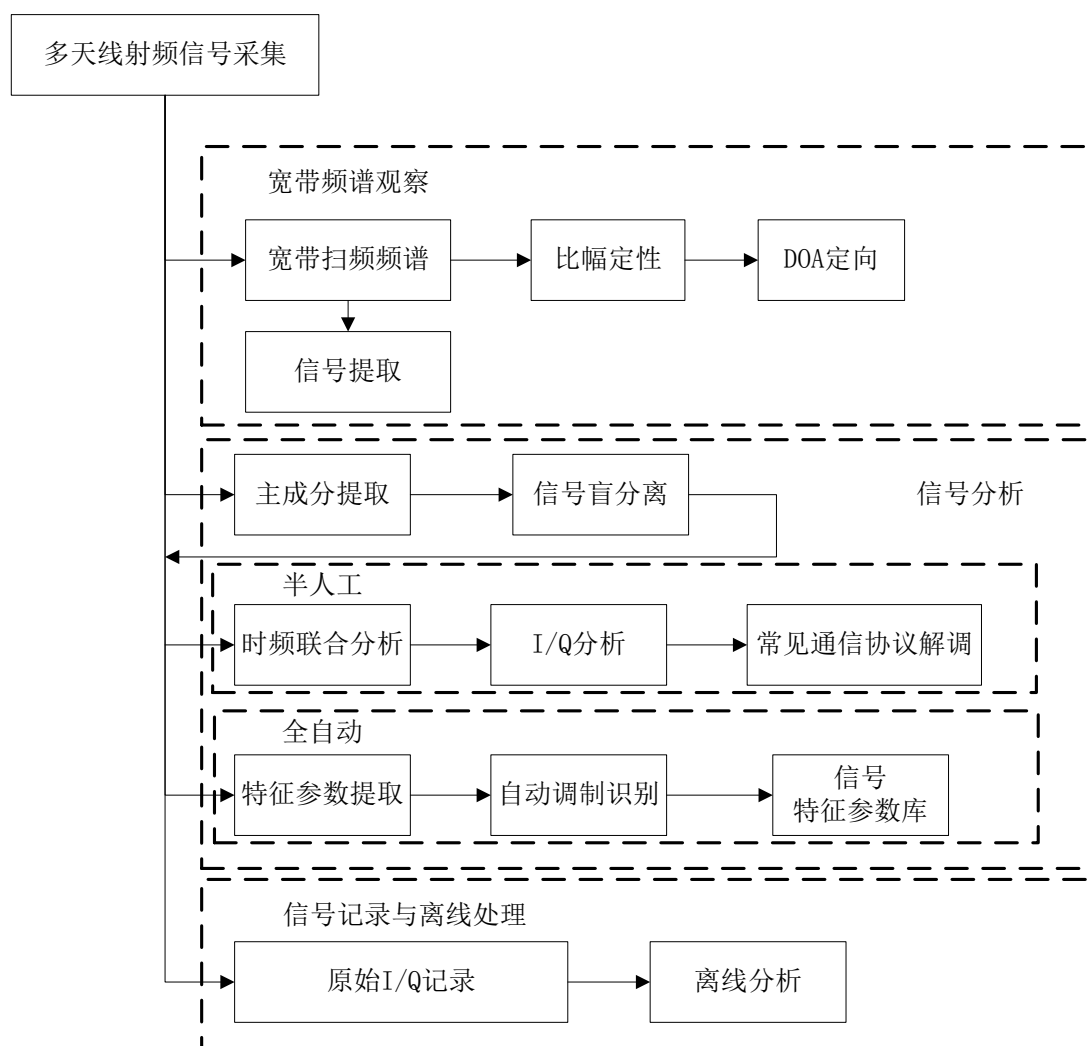 多天线射频信号采集
宽带频谱观察
宽带扫频频谱
比幅定性
DOA定向
信号提取
主成分提取
信号盲分离
信号分析
半人工
时频联合分析
I/Q分析
常见通信协议解调
全自动
特征参数提取
自动调制识别
信号
特征参数库
信号记录与离线处理
原始I/Q记录
离线分析